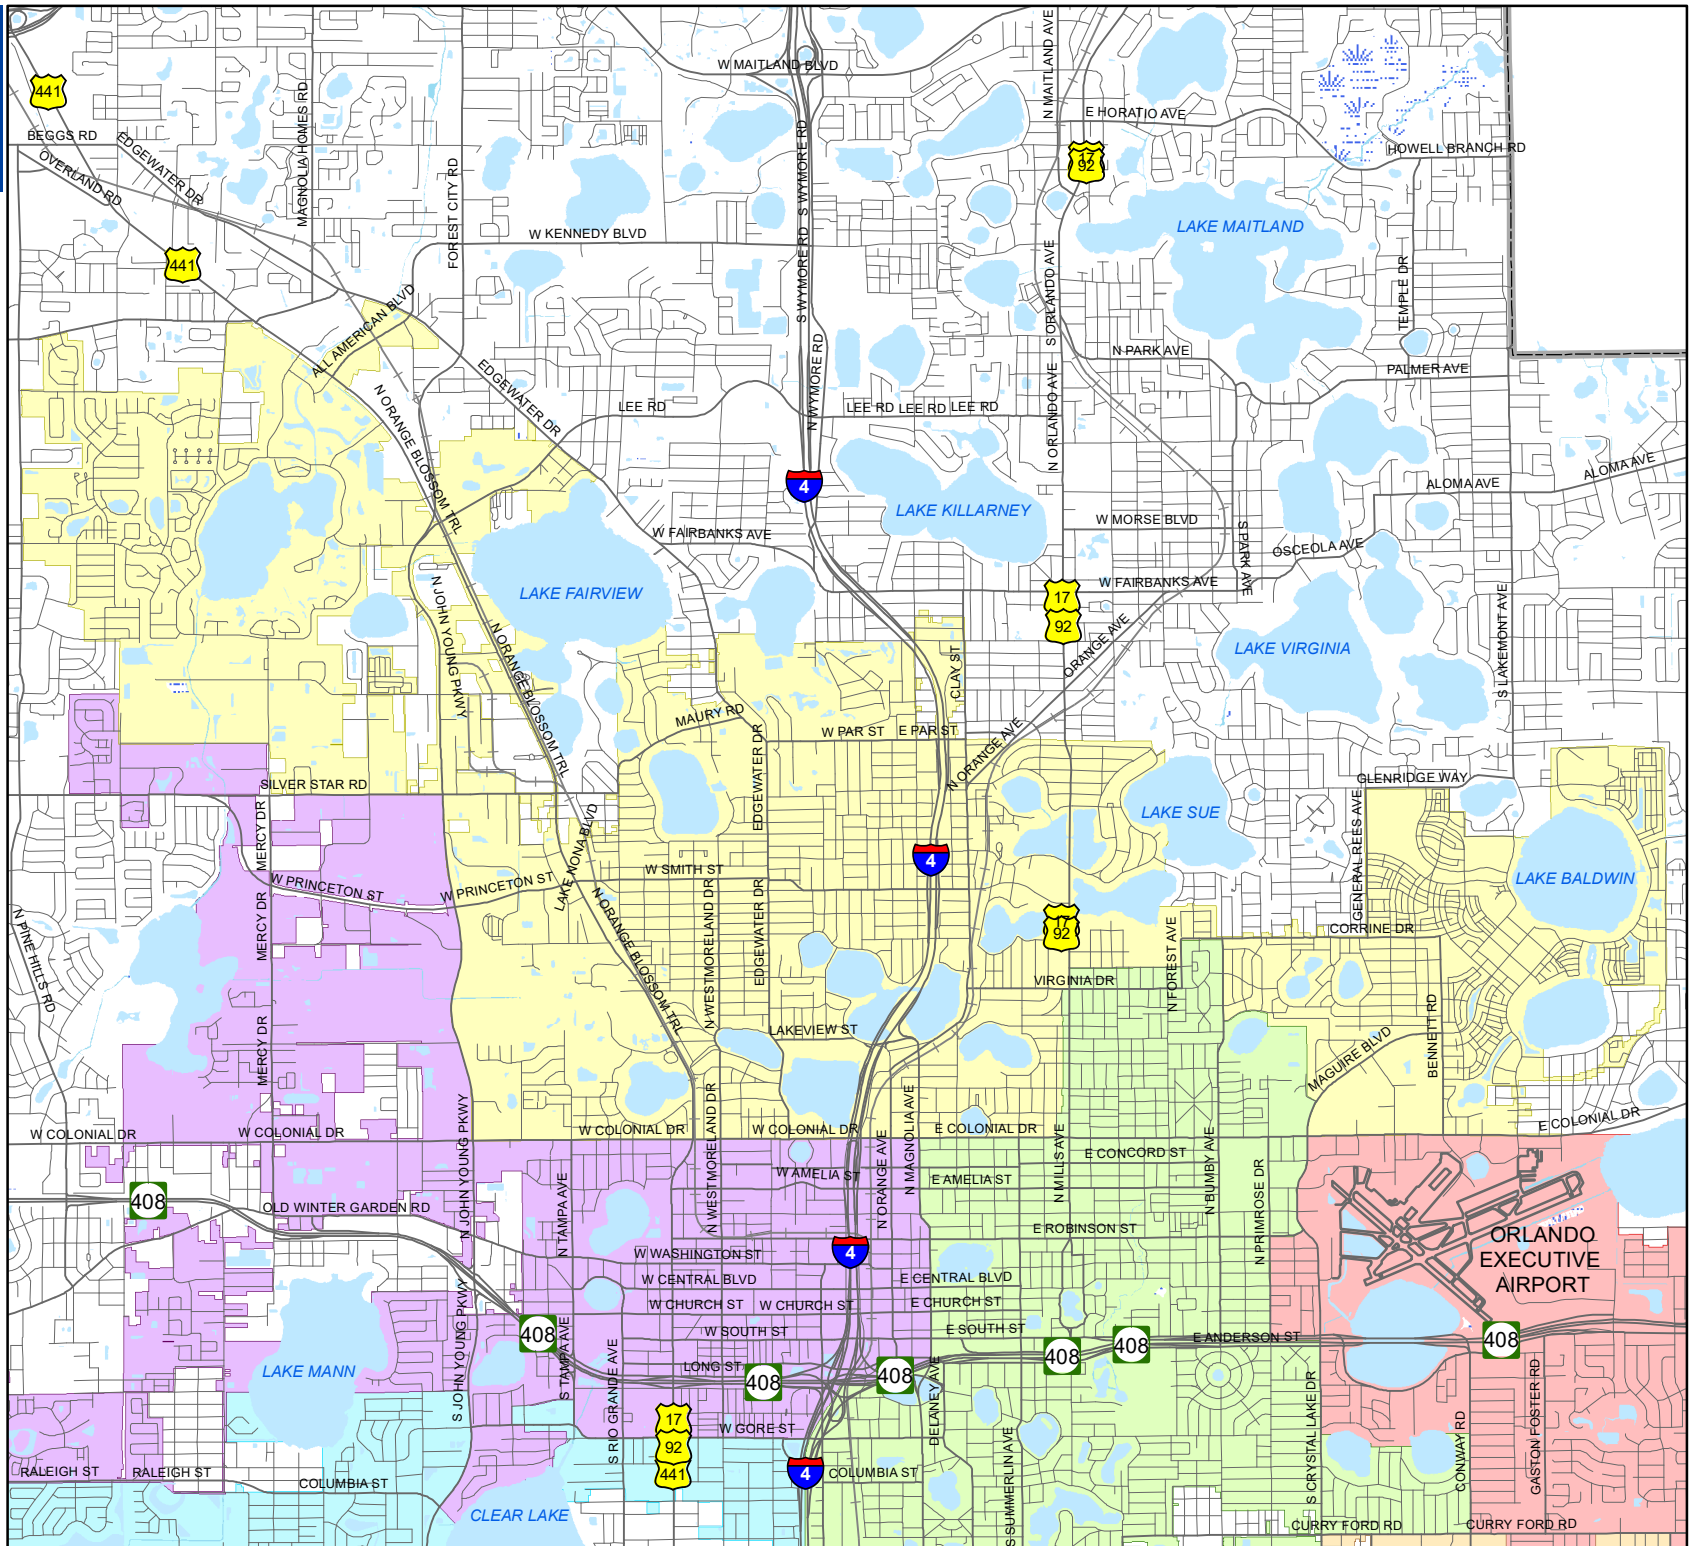 W MAITLAND BLVD
N MAITLAND AVE
441
MAGNOLIA HOMES RD
E HORATIO AVE
BEGGS RD
EDGEWATER DR
S WYMORE RD
HOWELL BRANCH RD
OVERLAND RD
FOREST CITY RD
17
92
S WYMORE RD
LAKE MAITLAND
W KENNEDY BLVD
441
S WYMORE RD
S ORLANDO AVE
TEMPLE DR
ALL AMERICAN BLVD
N WYMORE RD
N PARK AVE
EDGEWATER DR
PALMER AVE
N ORANGE BLOSSOM TRL
LEE RD
LEE RD
LEE RD
LEE RD
N ORLANDO AVE
4
ALOMA AVE
ALOMA AVE
LAKE KILLARNEY
W MORSE BLVD
W FAIRBANKS AVE
S PARK AVE
OSCEOLA AVE
N JOHN YOUNG PKWY
LAKE FAIRVIEW
W FAIRBANKS AVE
17
92
S LAKEMONT AVE
N ORANGE BLOSSOM TRL
ORANGE AVE
LAKE VIRGINIA
CLAY ST
MAURY RD
W PAR ST
E PAR ST
N ORANGE AVE
EDGEWATER DR
SILVER STAR RD
GLENRIDGE WAY
LAKE SUE
MERCY DR
LAKE NONA BLVD
GENERAL REES AVE
4
W SMITH ST
W PRINCETON ST
W PRINCETON ST
LAKE BALDWIN
N PINE HILLS RD
MERCY DR
N ORANGE BLOSSOM TRL
N WESTMORELAND DR
EDGEWATER DR
17
92
CORRINE DR
N FOREST AVE
VIRGINIA DR
MERCY DR
LAKEVIEW ST
BENNETT RD
MAGUIRE BLVD
N JOHN YOUNG PKWY
N WESTMORELAND DR
N MAGNOLIA AVE
W COLONIAL DR
W COLONIAL DR
W COLONIAL DR
W COLONIAL DR
E COLONIAL DR
E COLONIAL DR
N ORANGE AVE
N MILLS AVE
E CONCORD ST
N BUMBY AVE
N PRIMROSE DR
W AMELIA ST
E AMELIA ST
408
OLD WINTER GARDEN RD
N TAMPA AVE
E ROBINSON ST
ORLANDO
EXECUTIVE
AIRPORT
W WASHINGTON ST
4
W CENTRAL BLVD
E CENTRAL BLVD
S JOHN YOUNG PKWY
W CHURCH ST
W CHURCH ST
E CHURCH ST
408
S TAMPA AVE
W SOUTH ST
E SOUTH ST
408
408
E ANDERSON ST
408
S RIO GRANDE AVE
LAKE MANN
LONG ST
408
408
DELANEY AVE
S CRYSTAL LAKE DR
GASTON FOSTER RD
CONWAY RD
17
92
441
W GORE ST
S SUMMERLIN AVE
RALEIGH ST
RALEIGH ST
COLUMBIA ST
4
COLUMBIA ST
CLEAR LAKE
CURRY FORD RD
CURRY FORD RD